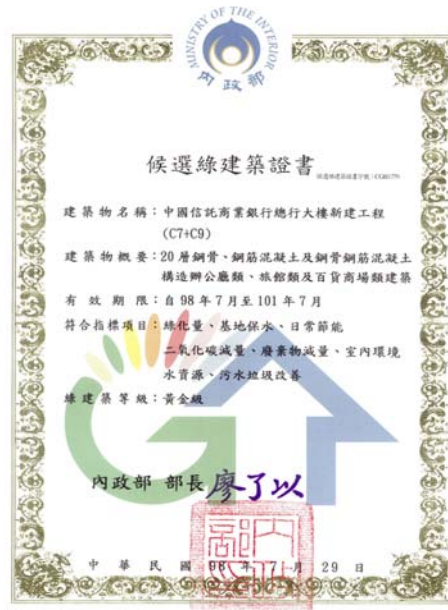 MINISTRY OF THE INTERIOR
內政部
候選綠建築證書
建築物名稱：中國信託商業銀行總行大樓新建工程
(C7+C9)
建築物概要：20層鋼骨、鋼筋混凝土及鋼骨鋼筋混凝土
構造辦公廳類、旅館類及百貨商場類建築
有效期限：自98年7月至101年7月
符合指標項目：綠化量、基地保水、日常節能
二氧化碳減量、廢棄物減量、室內環境
水資源、污水垃圾改善
綠建築等級：黃金級
內政部 部長 廖了以
中華民國 98 年 7 月 29 日